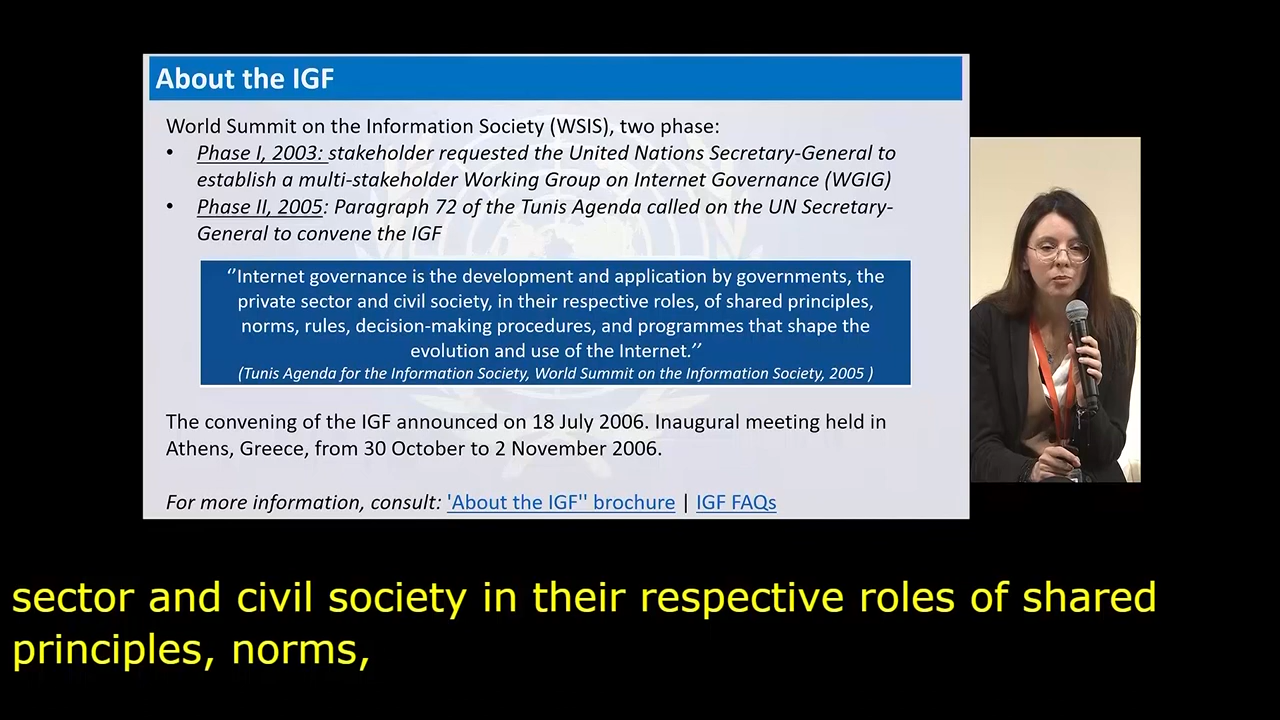 About the IGF
World Summit on the Information Society (WSIS), two phase:
• Phase I, 2003: stakeholder requested the United Nations Secretary-General to
establish a multi-stakeholder Working Group on Internet Governance (WGIG)
• Phase II, 2005: Paragraph 72 of the Tunis Agenda called on the UN Secretary-
General to convene the IGF
‘’Internet governance is the development and application by governments, the
private sector and civil society, in their respective roles, of shared principles,
norms, rules, decision-making procedures, and programmes that shape the
evolution and use of the Internet.’’
(Tunis Agenda for the Information Society, World Summit on the Information Society, 2005 )
The convening of the IGF announced on 18 July 2006. Inaugural meeting held in
Athens, Greece, from 30 October to 2 November 2006.
For more information, consult: 'About the IGF'' brochure | IGF FAQs
sector and civil society in their respective roles of shared
principles, norms,